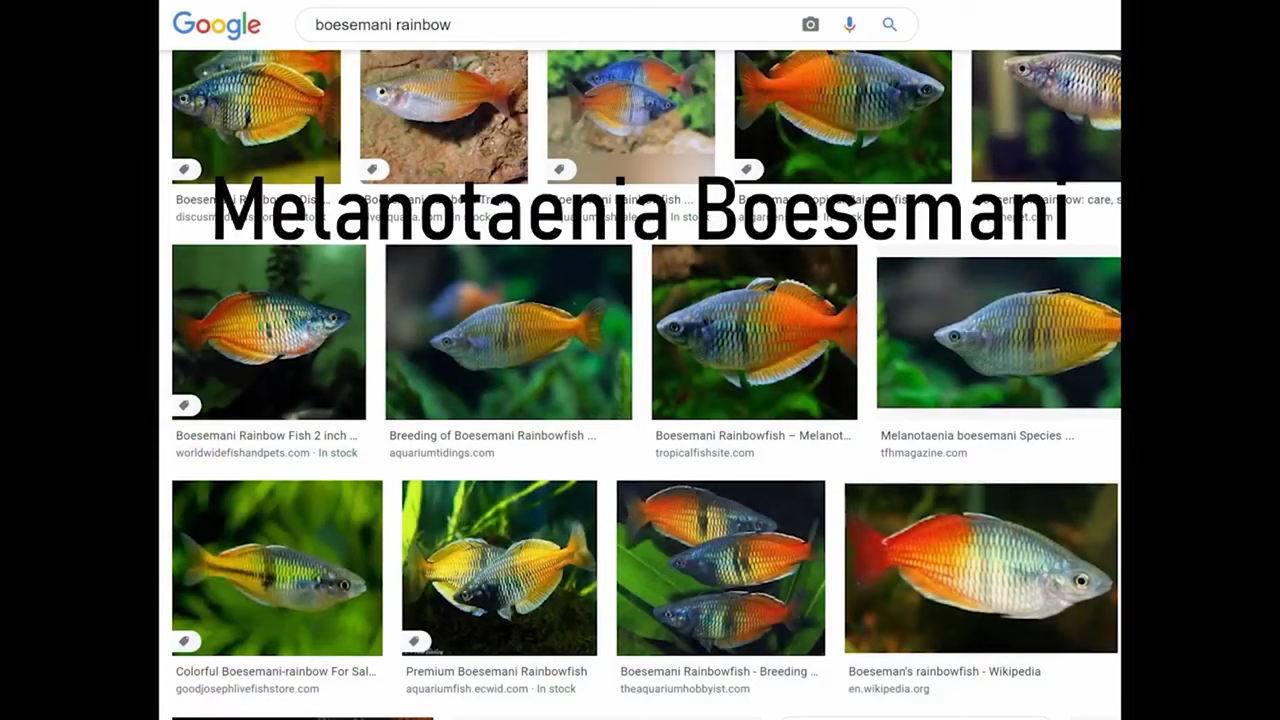 Google
boesemani rainbow
Melanotaenia Boesemani
Boesemani Rainbow Fish 2 inch ...
worldwidefishandpets.com · In stock
Breeding of Boesemani Rainbowfish ...
aquariumtidings.com
Boesemani Rainbowfish – Melanot...
tropicalfishsite.com
Melanotaenia boesemani Species ...
tfhmagazine.com
Colorful Boesemani-rainbow For Sal...
goodjosephlivefishstore.com
Premium Boesemani Rainbowfish
aquariumfish.ecwid.com · In stock
Boesemani Rainbowfish - Breeding ...
theaquariumhobbyist.com
Boeseman's rainbowfish - Wikipedia
en.wikipedia.org